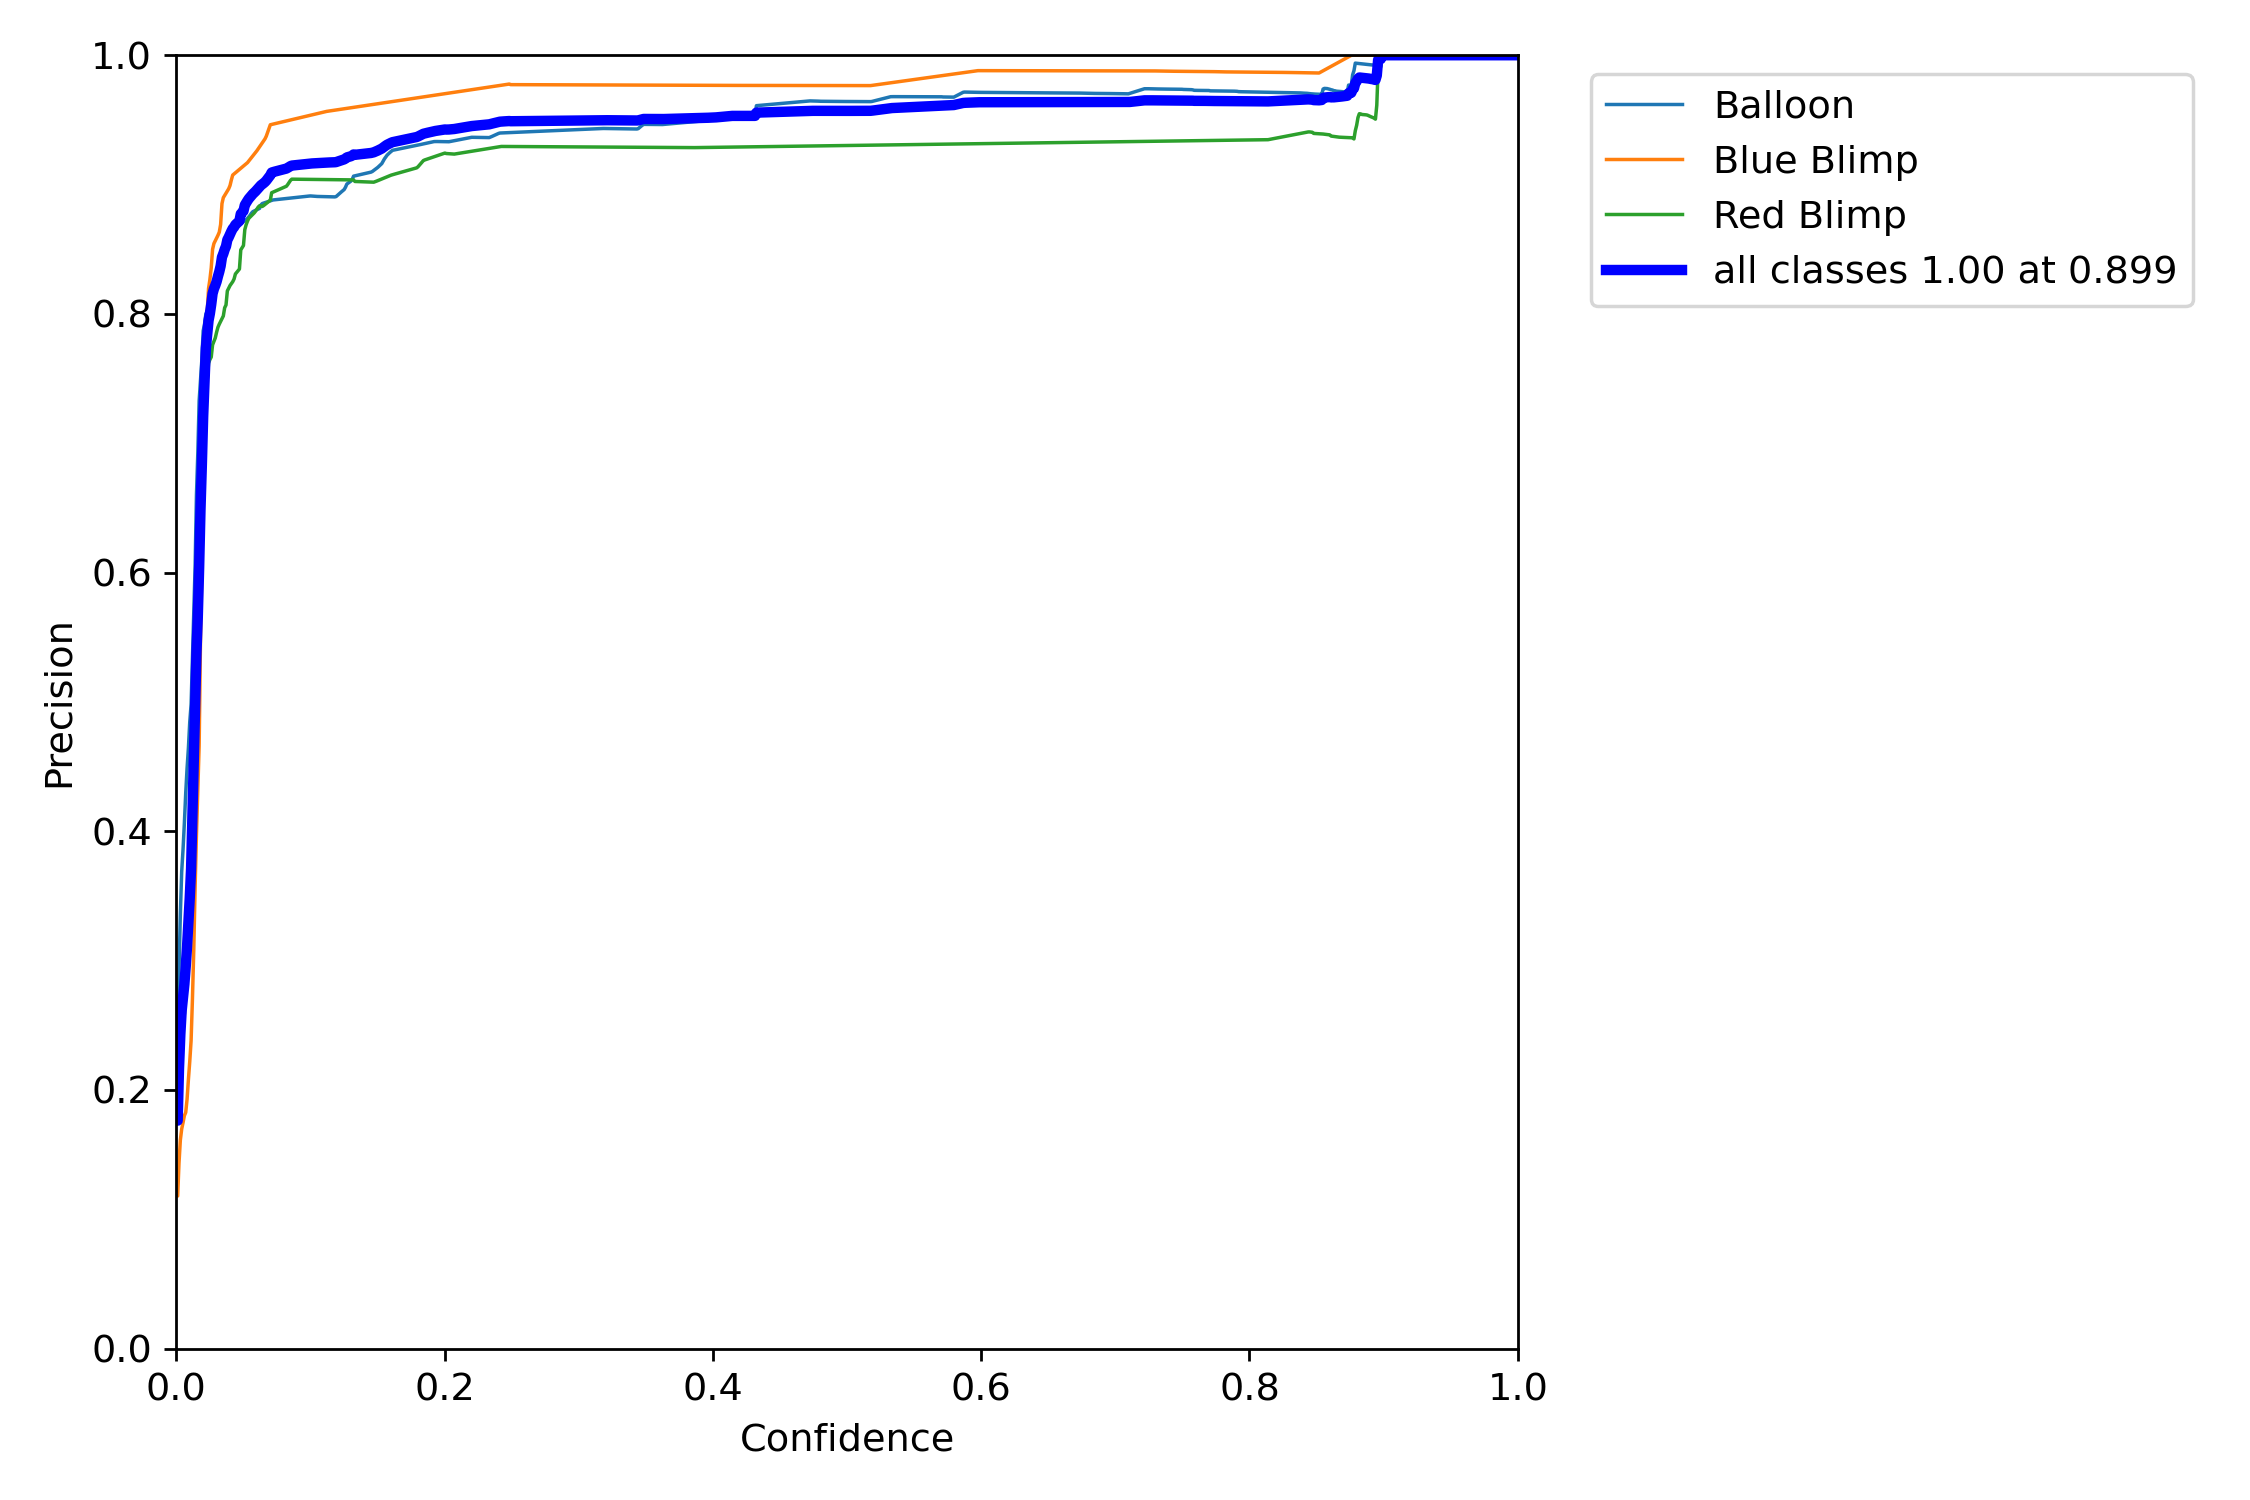 1.0
0.8
0.6
0.4
0.2
0.0
Precision
0.0 0.2 0.4 0.6 0.8 1.0
Confidence
Balloon
Blue Blimp
Red Blimp
all classes 1.00 at 0.899